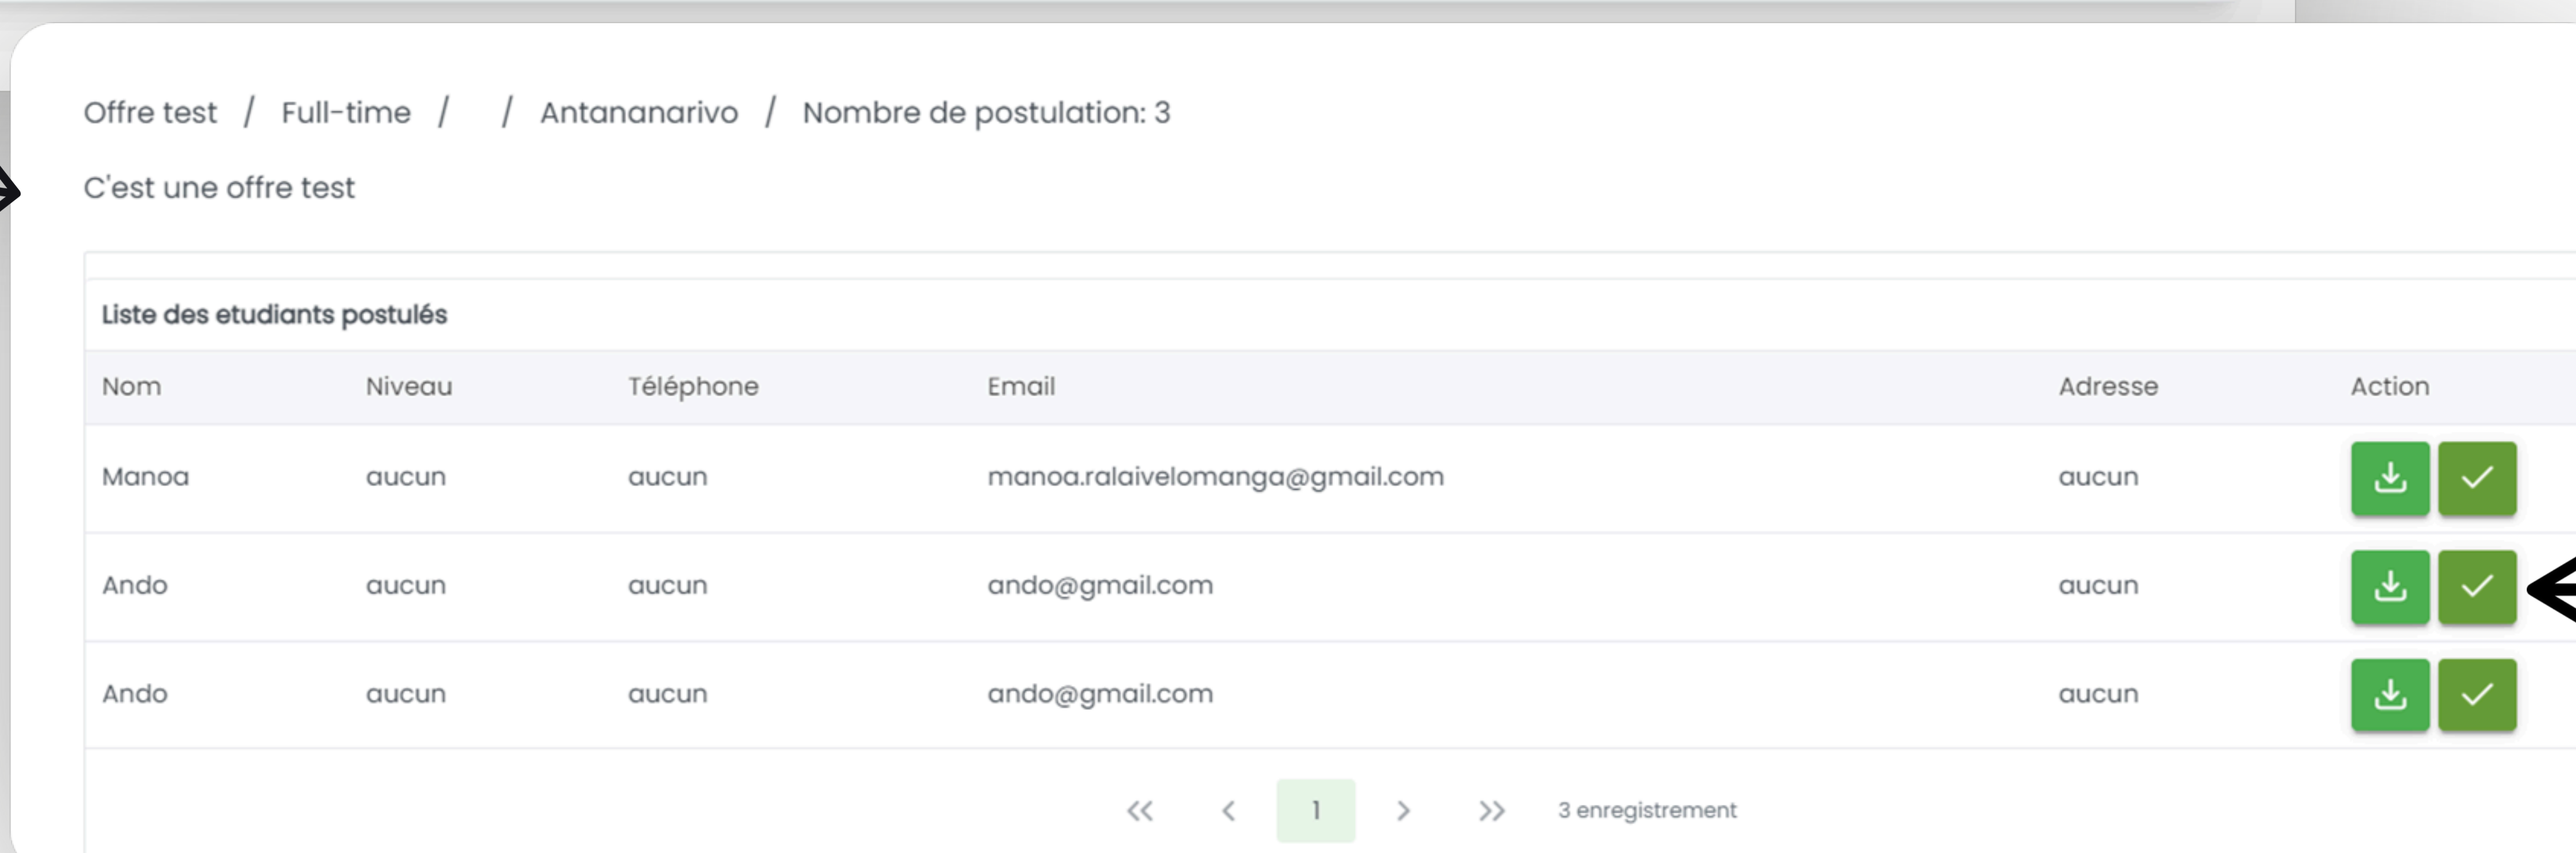 Offre test / Full-time / / Antananarivo / Nombre de postulation: 3
C'est une offre test
Liste des etudiants postulés
Nom Niveau Téléphone Email Adresse Action
Manoa aucun aucun manoa.ralaivelomanga@gmail.com aucun
Ando aucun aucun ando@gmail.com aucun
Ando aucun aucun ando@gmail.com aucun
1 3 enregistrement